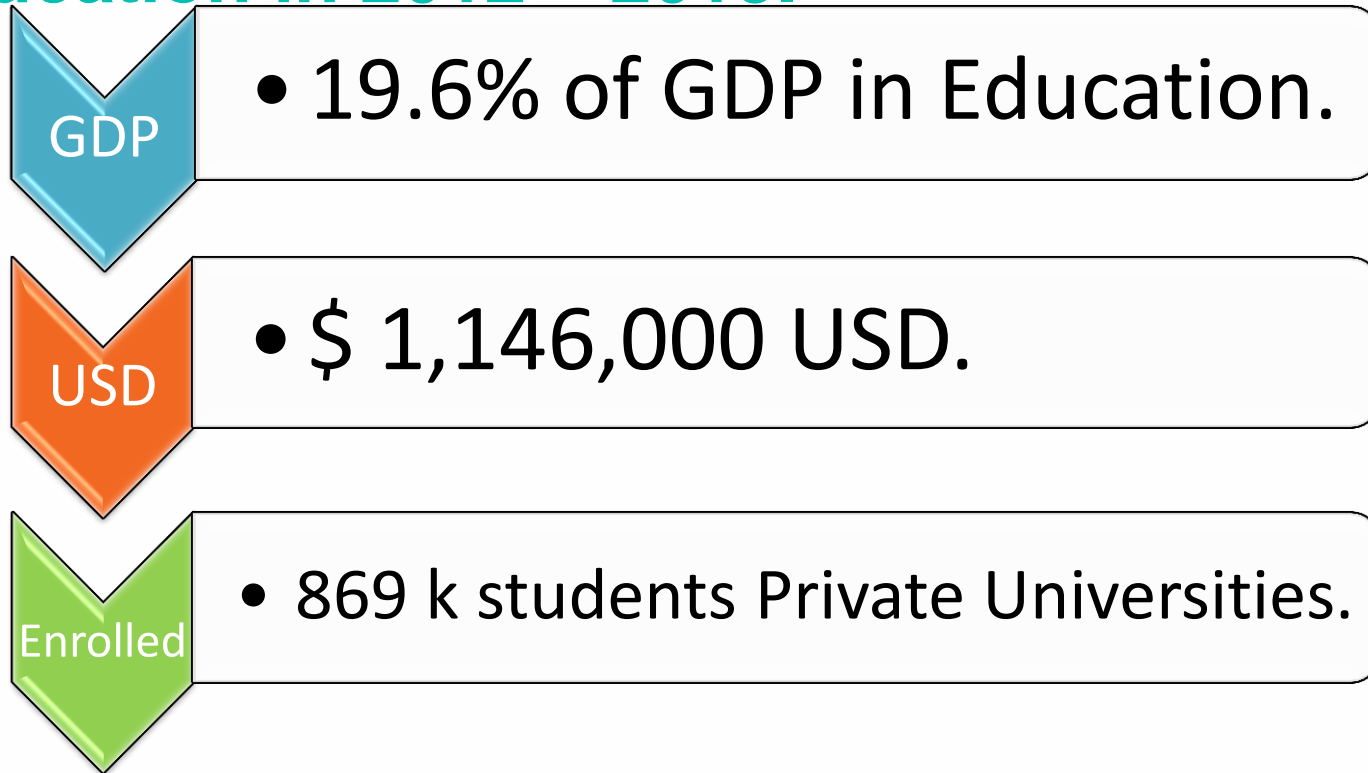 GDP
• 19.6% of GDP in Education.
USD
• $ 1,146,000 USD.
Enrolled
• 869 k students Private Universities.